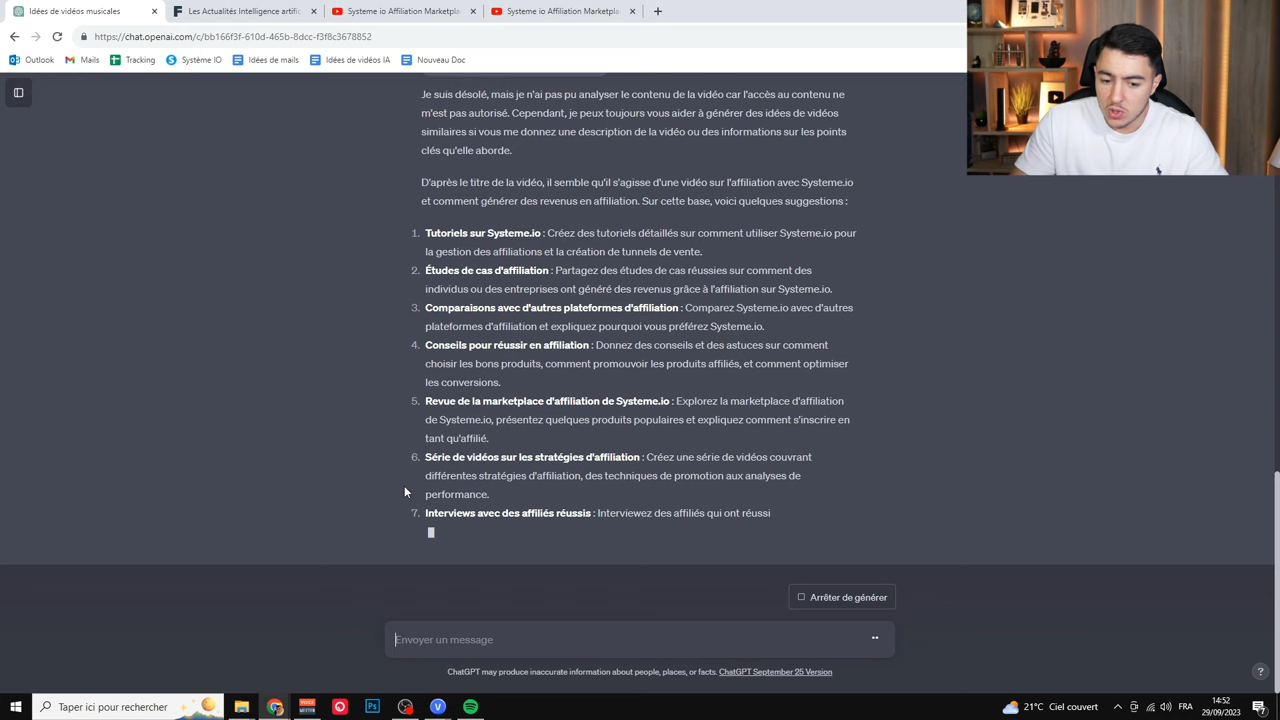 Idées de vidéos musicales
Les Actualités Intelligence artific
Systeme io Affiliation Marketplac
Systeme io Affiliation Marketplac
https://chat.openai.com/c/bb166f3f-610d-465b-8dcc-f3f8c3678852
Outlook
Mails
Tracking
Système IO
Idées de mails
Idées de vidéos IA
Nouveau Doc
Je suis désolé, mais je n'ai pas pu analyser le contenu de la vidéo car l'accès au contenu ne
m'est pas autorisé. Cependant, je peux toujours vous aider à générer des idées de vidéos
similaires si vous me donnez une description de la vidéo ou des informations sur les points
clés qu'elle aborde.
D'après le titre de la vidéo, il semble qu'il s'agisse d'une vidéo sur l'affiliation avec Systeme.io
et comment générer des revenus en affiliation. Sur cette base, voici quelques suggestions :
1. Tutoriels sur Systeme.io : Créez des tutoriels détaillés sur comment utiliser Systeme.io pour
la gestion des affiliations et la création de tunnels de vente.
2. Études de cas d'affiliation : Partagez des études de cas réussies sur comment des
individus ou des entreprises ont généré des revenus grâce à l'affiliation sur Systeme.io.
3. Comparaisons avec d'autres plateformes d'affiliation : Comparez Systeme.io avec d'autres
plateformes d'affiliation et expliquez pourquoi vous préférez Systeme.io.
4. Conseils pour réussir en affiliation : Donnez des conseils et des astuces sur comment
choisir les bons produits, comment promouvoir les produits affiliés, et comment optimiser
les conversions.
5. Revue de la marketplace d'affiliation de Systeme.io : Explorez la marketplace d'affiliation
de Systeme.io, présentez quelques produits populaires et expliquez comment s'inscrire en
tant qu'affilié.
6. Série de vidéos sur les stratégies d'affiliation : Créez une série de vidéos couvrant
différentes stratégies d'affiliation, des techniques de promotion aux analyses de
performance.
7. Interviews avec des affiliés réussis : Interviewez des affiliés qui ont réussi
Arrêter de générer
Envoyer un message
ChatGPT may produce inaccurate information about people, places, or facts. ChatGPT September 25 Version
?
Taper ici pour rechercher
Ps
V
21°C Ciel couvert
FRA
14:52
29/09/2023